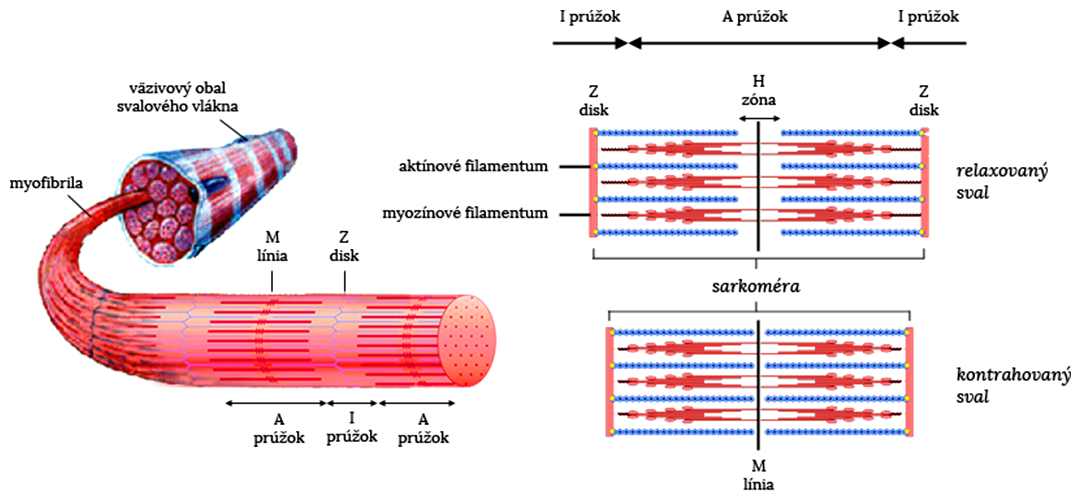 väzivový obal
svalového vlákna
myofibrila
M
línia
Z
disk
A
prúžok
I
prúžok
A
prúžok
I prúžok
A prúžok
I prúžok
Z
disk
H
zóna
Z
disk
aktínové filamentum
myozínové filamentum
relaxovaný
sval
sarkoméra
kontrahovaný
sval
M
línia